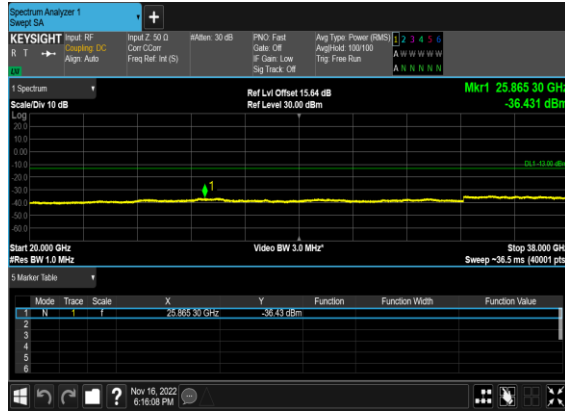 Spectrum Analyzer 1
Swept SA
+
KEYSIGHT Input: RF Input Z: 50 Ω #Atten: 30 dB PNO: Fast Avg Type: Power (RMS) 1 2 3 4 5 6
R T Coupling: DC Corr CCorr Gate: Off Avg|Hold: 100/100 A W W W W W
Align: Auto Freq Ref: Int (S) IF Gain: Low Trig: Free Run
Sig Track: Off A N N N N N
1 Spectrum
Scale/Div 10 dB
Ref Lvl Offset 15.64 dB
Ref Level 30.00 dBm
Mkr1 25.865 30 GHz
-36.431 dBm
Log
20.0
10.0
0.00
-10.0
DL1 -13.00 dBm
-20.0
1
-30.0
-40.0
-50.0
-60.0
Start 20.000 GHz Video BW 3.0 MHz* Stop 38.000 GHz
#Res BW 1.0 MHz Sweep ~36.5 ms (40001 pts)
5 Marker Table
Mode Trace Scale X Y Function Function Width Function Value
1 N 1 f 25.865 30 GHz -36.43 dBm
2
3
4
5
6
? Nov 16, 2022
6:16:08 PM